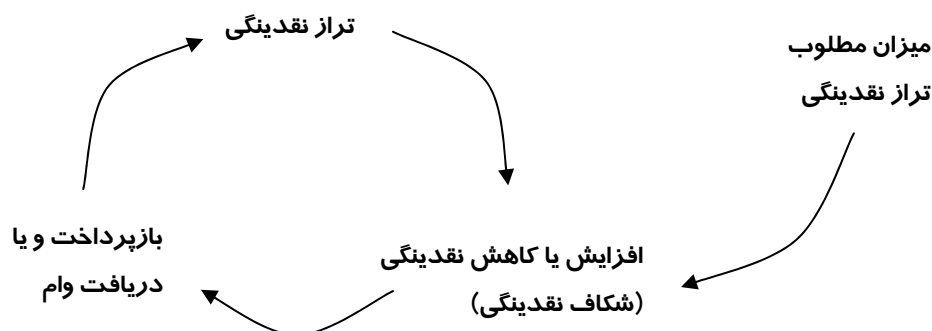 تراز نقدینگی
میزان مطلوب
تراز نقدینگی
بازپرداخت و یا
دریافت وام
افزایش یا کاهش نقدینگی
(شکاف نقدینگی)